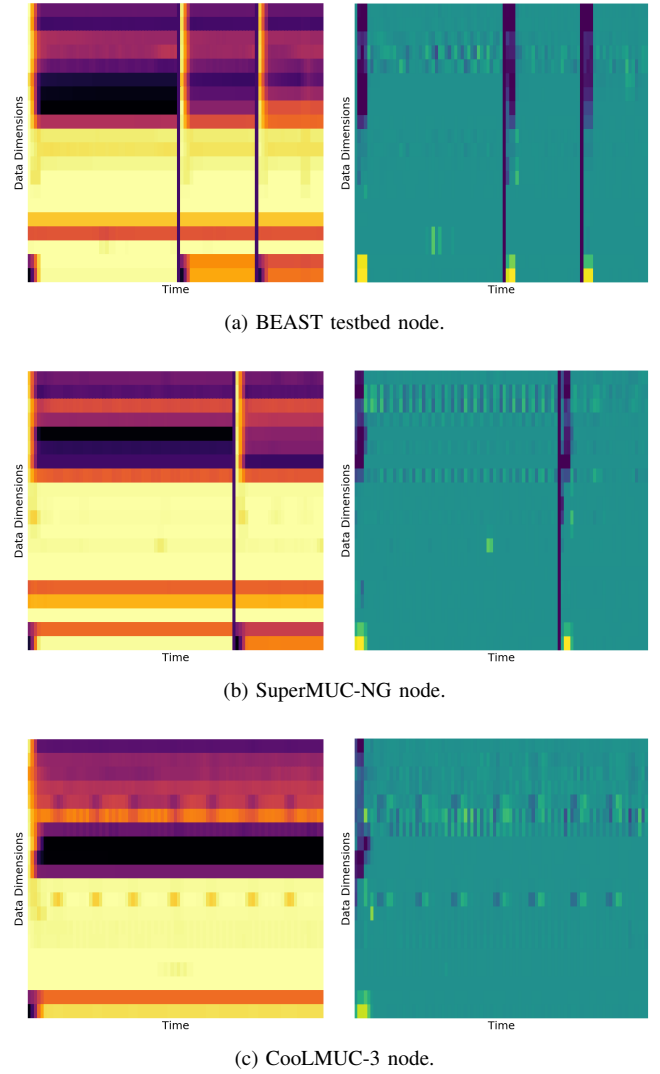 Data Dimensions
Time
Data Dimensions
Time
(a) BEAST testbed node.
Data Dimensions
Time
Data Dimensions
Time
(b) SuperMUC-NG node.
Data Dimensions
Time
Data Dimensions
Time
(c) CooLMUC-3 node.